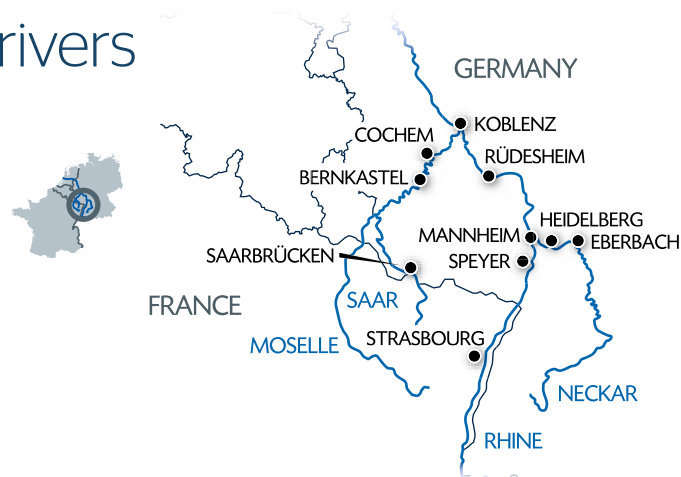 rivers
GERMANY
KOBLENZ
COCHEM
RÜDESHEIM
BERNKASTEL
HEIDELBERG
MANNHEIM
EBERBACH
SAARBRÜCKEN
SPEYER
SAAR
FRANCE
STRASBOURG
MOSELLE
NECKAR
RHINE